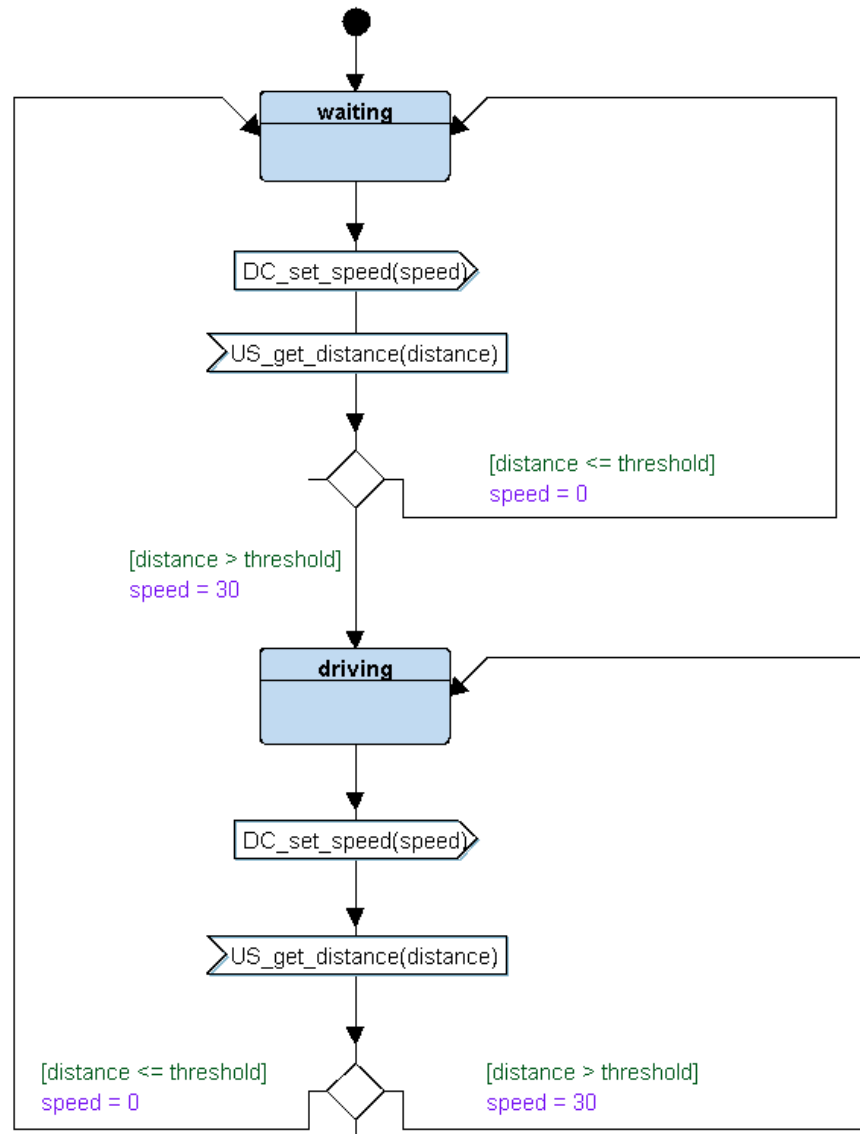 waiting
DC_set_speed(speed)
US_get_distance(distance)
[distance <= threshold]
speed = 0
[distance > threshold]
speed = 30
driving
DC_set_speed(speed)
US_get_distance(distance)
[distance <= threshold]
speed = 0
[distance > threshold]
speed = 30